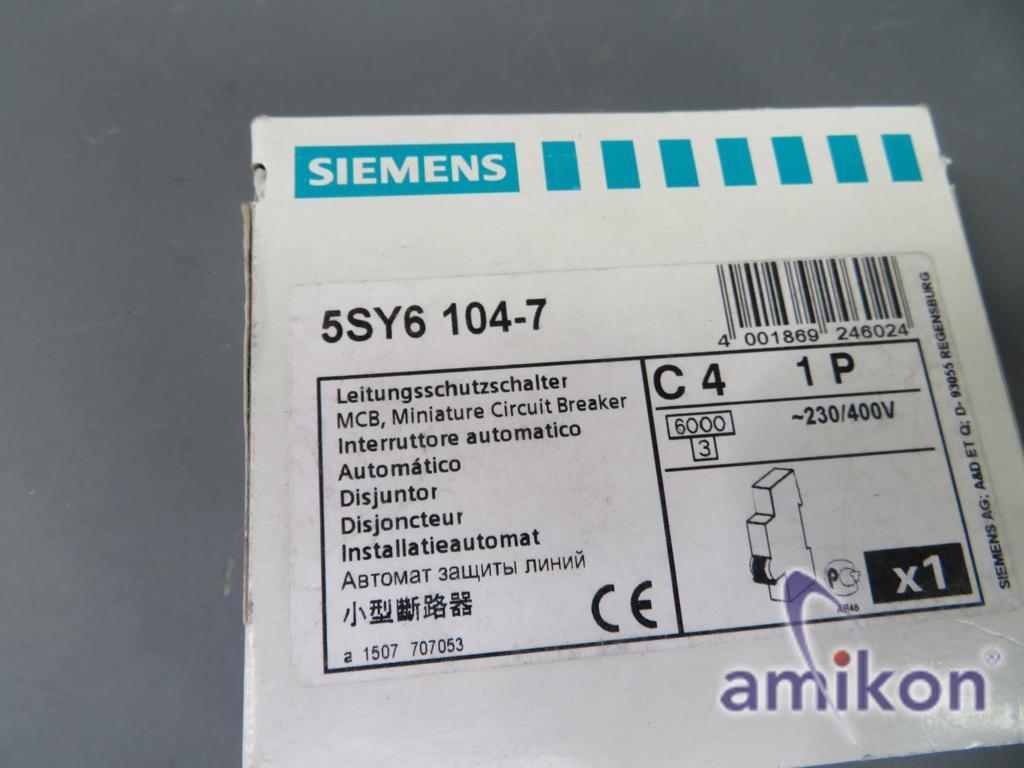 SIEMENS
5SY6 104-7
4 001869 246024
Leitungsschutzschalter
MCB, Miniature Circuit Breaker
Interruttore automatico
Automático
Disjuntor
Disjoncteur
Installatieautomat
Автомат защиты линий
小型斷路器
a 1507 707053
CE
C 4 1 P
6000
3
~230/400V
x1
AB46
SIEMENS AG; A&D ET Q; D- 93055 REGENSBURG
amikon®